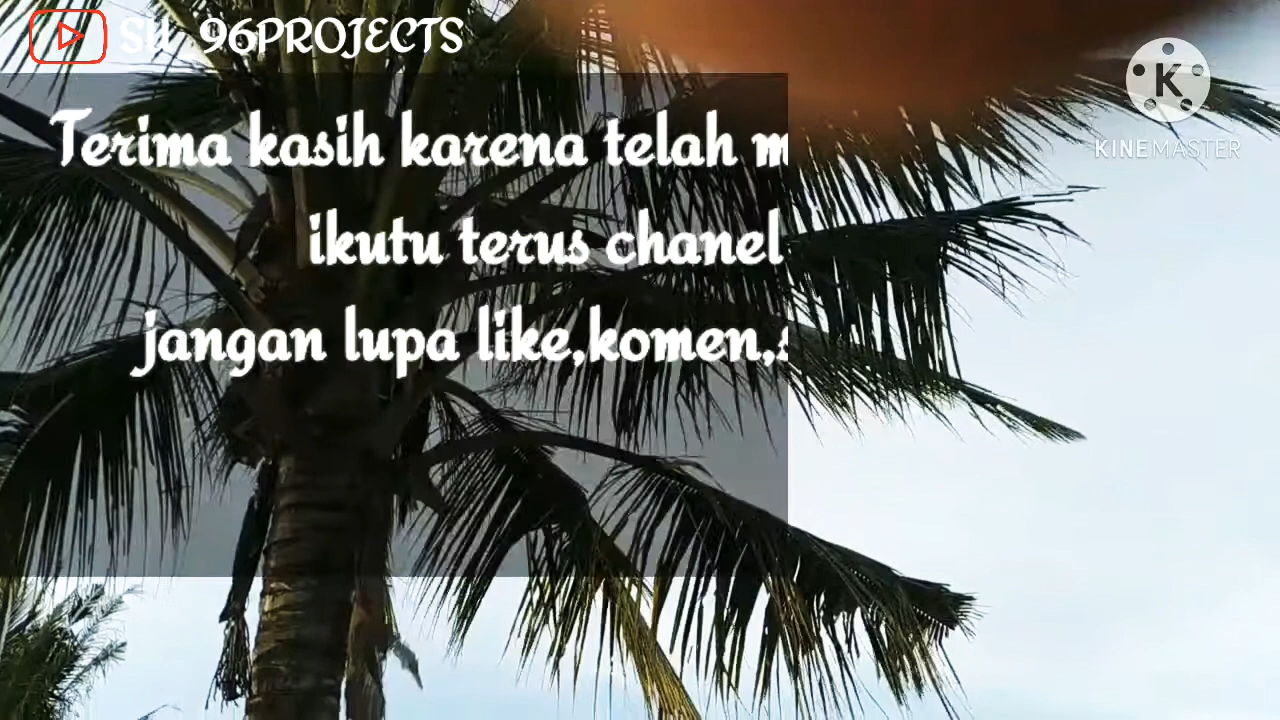 96PROJECTS
Terima kasih karena telah
ikutu terus chanel
jangan lupa like,komen,
K
KINEMASTER